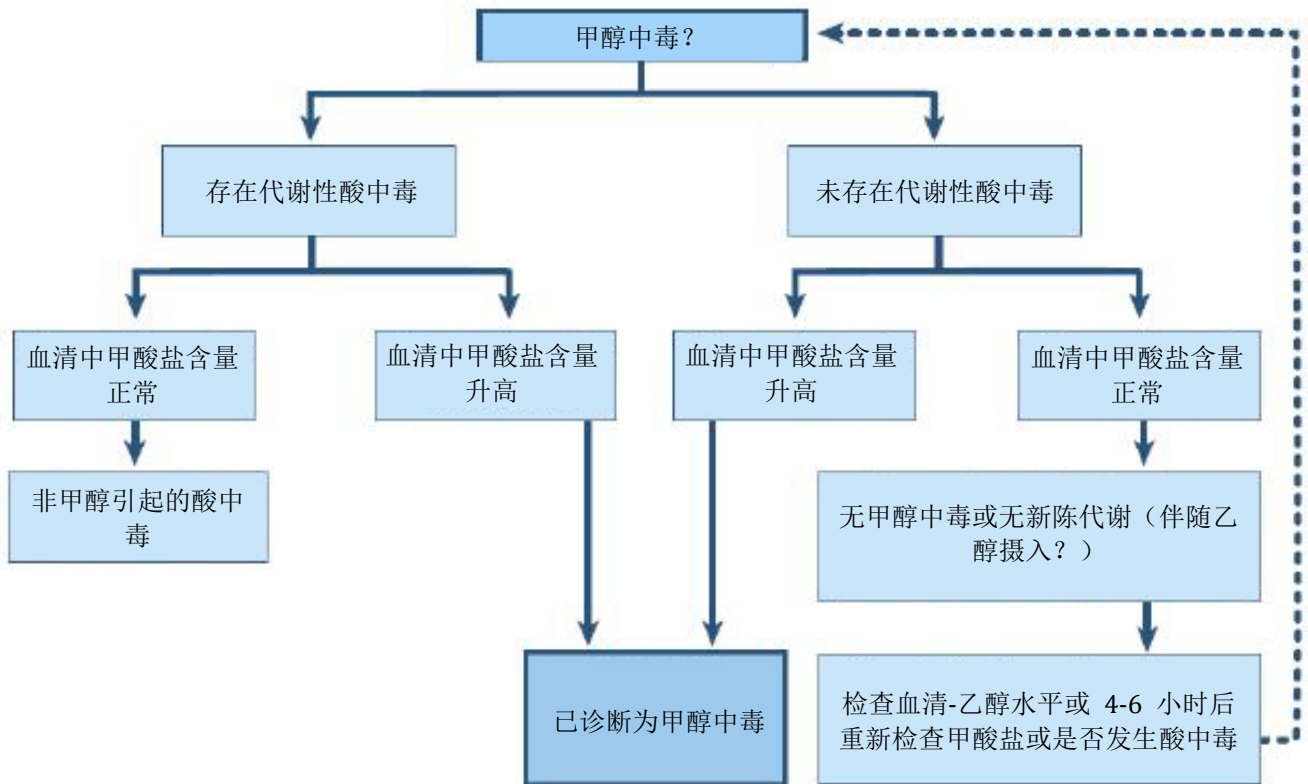 甲醇中毒?
存在代谢性酸中毒
未存在代谢性酸中毒
血清中甲酸盐含量
正常
血清中甲酸盐含量
升高
血清中甲酸盐含量
升高
血清中甲酸盐含量
正常
非甲醇引起的酸中
毒
无甲醇中毒或无新陈代谢（伴随乙
醇摄入？）
已诊断为甲醇中毒
检查血清-乙醇水平或 4-6 小时后
重新检查甲酸盐或是否发生酸中毒